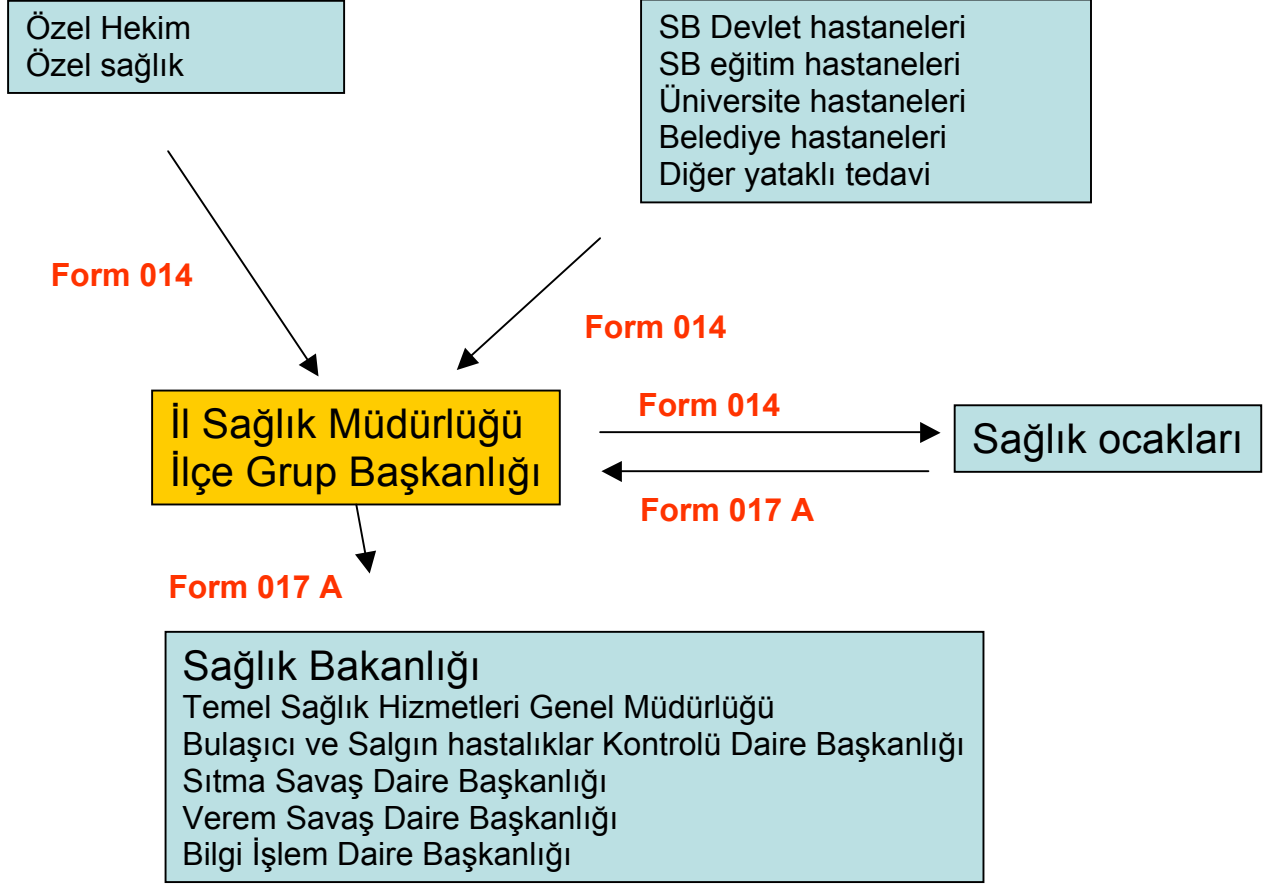 Özel Hekim
Özel sağlık
SB Devlet hastaneleri
SB eğitim hastaneleri
Üniversite hastaneleri
Belediye hastaneleri
Diğer yataklı tedavi
Form 014
Form 014
İl Sağlık Müdürlüğü
İlçe Grup Başkanlığı
Form 014
Sağlık ocakları
Form 017 A
Form 017 A
Sağlık Bakanlığı
Temel Sağlık Hizmetleri Genel Müdürlüğü
Bulaşıcı ve Salgın hastalıklar Kontrolü Daire Başkanlığı
Sıtma Savaş Daire Başkanlığı
Verem Savaş Daire Başkanlığı
Bilgi İşlem Daire Başkanlığı